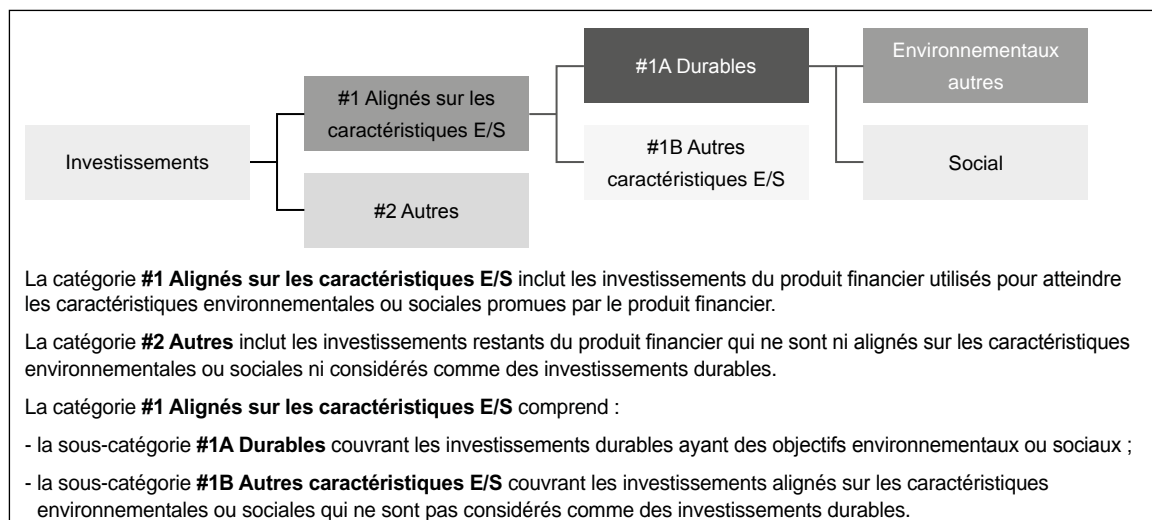 Investissements
#1 Alignés sur les
caractéristiques E/S
#2 Autres
#1A Durables
#1B Autres
caractéristiques E/S
Environnementaux
autres
Social
La catégorie #1 Alignés sur les caractéristiques E/S inclut les investissements du produit financier utilisés pour atteindre
les caractéristiques environnementales ou sociales promues par le produit financier.
La catégorie #2 Autres inclut les investissements restants du produit financier qui ne sont ni alignés sur les caractéristiques
environnementales ou sociales ni considérés comme des investissements durables.
La catégorie #1 Alignés sur les caractéristiques E/S comprend :
- la sous-catégorie #1A Durables couvrant les investissements durables ayant des objectifs environnementaux ou sociaux ;
- la sous-catégorie #1B Autres caractéristiques E/S couvrant les investissements alignés sur les caractéristiques
environnementales ou sociales qui ne sont pas considérés comme des investissements durables.